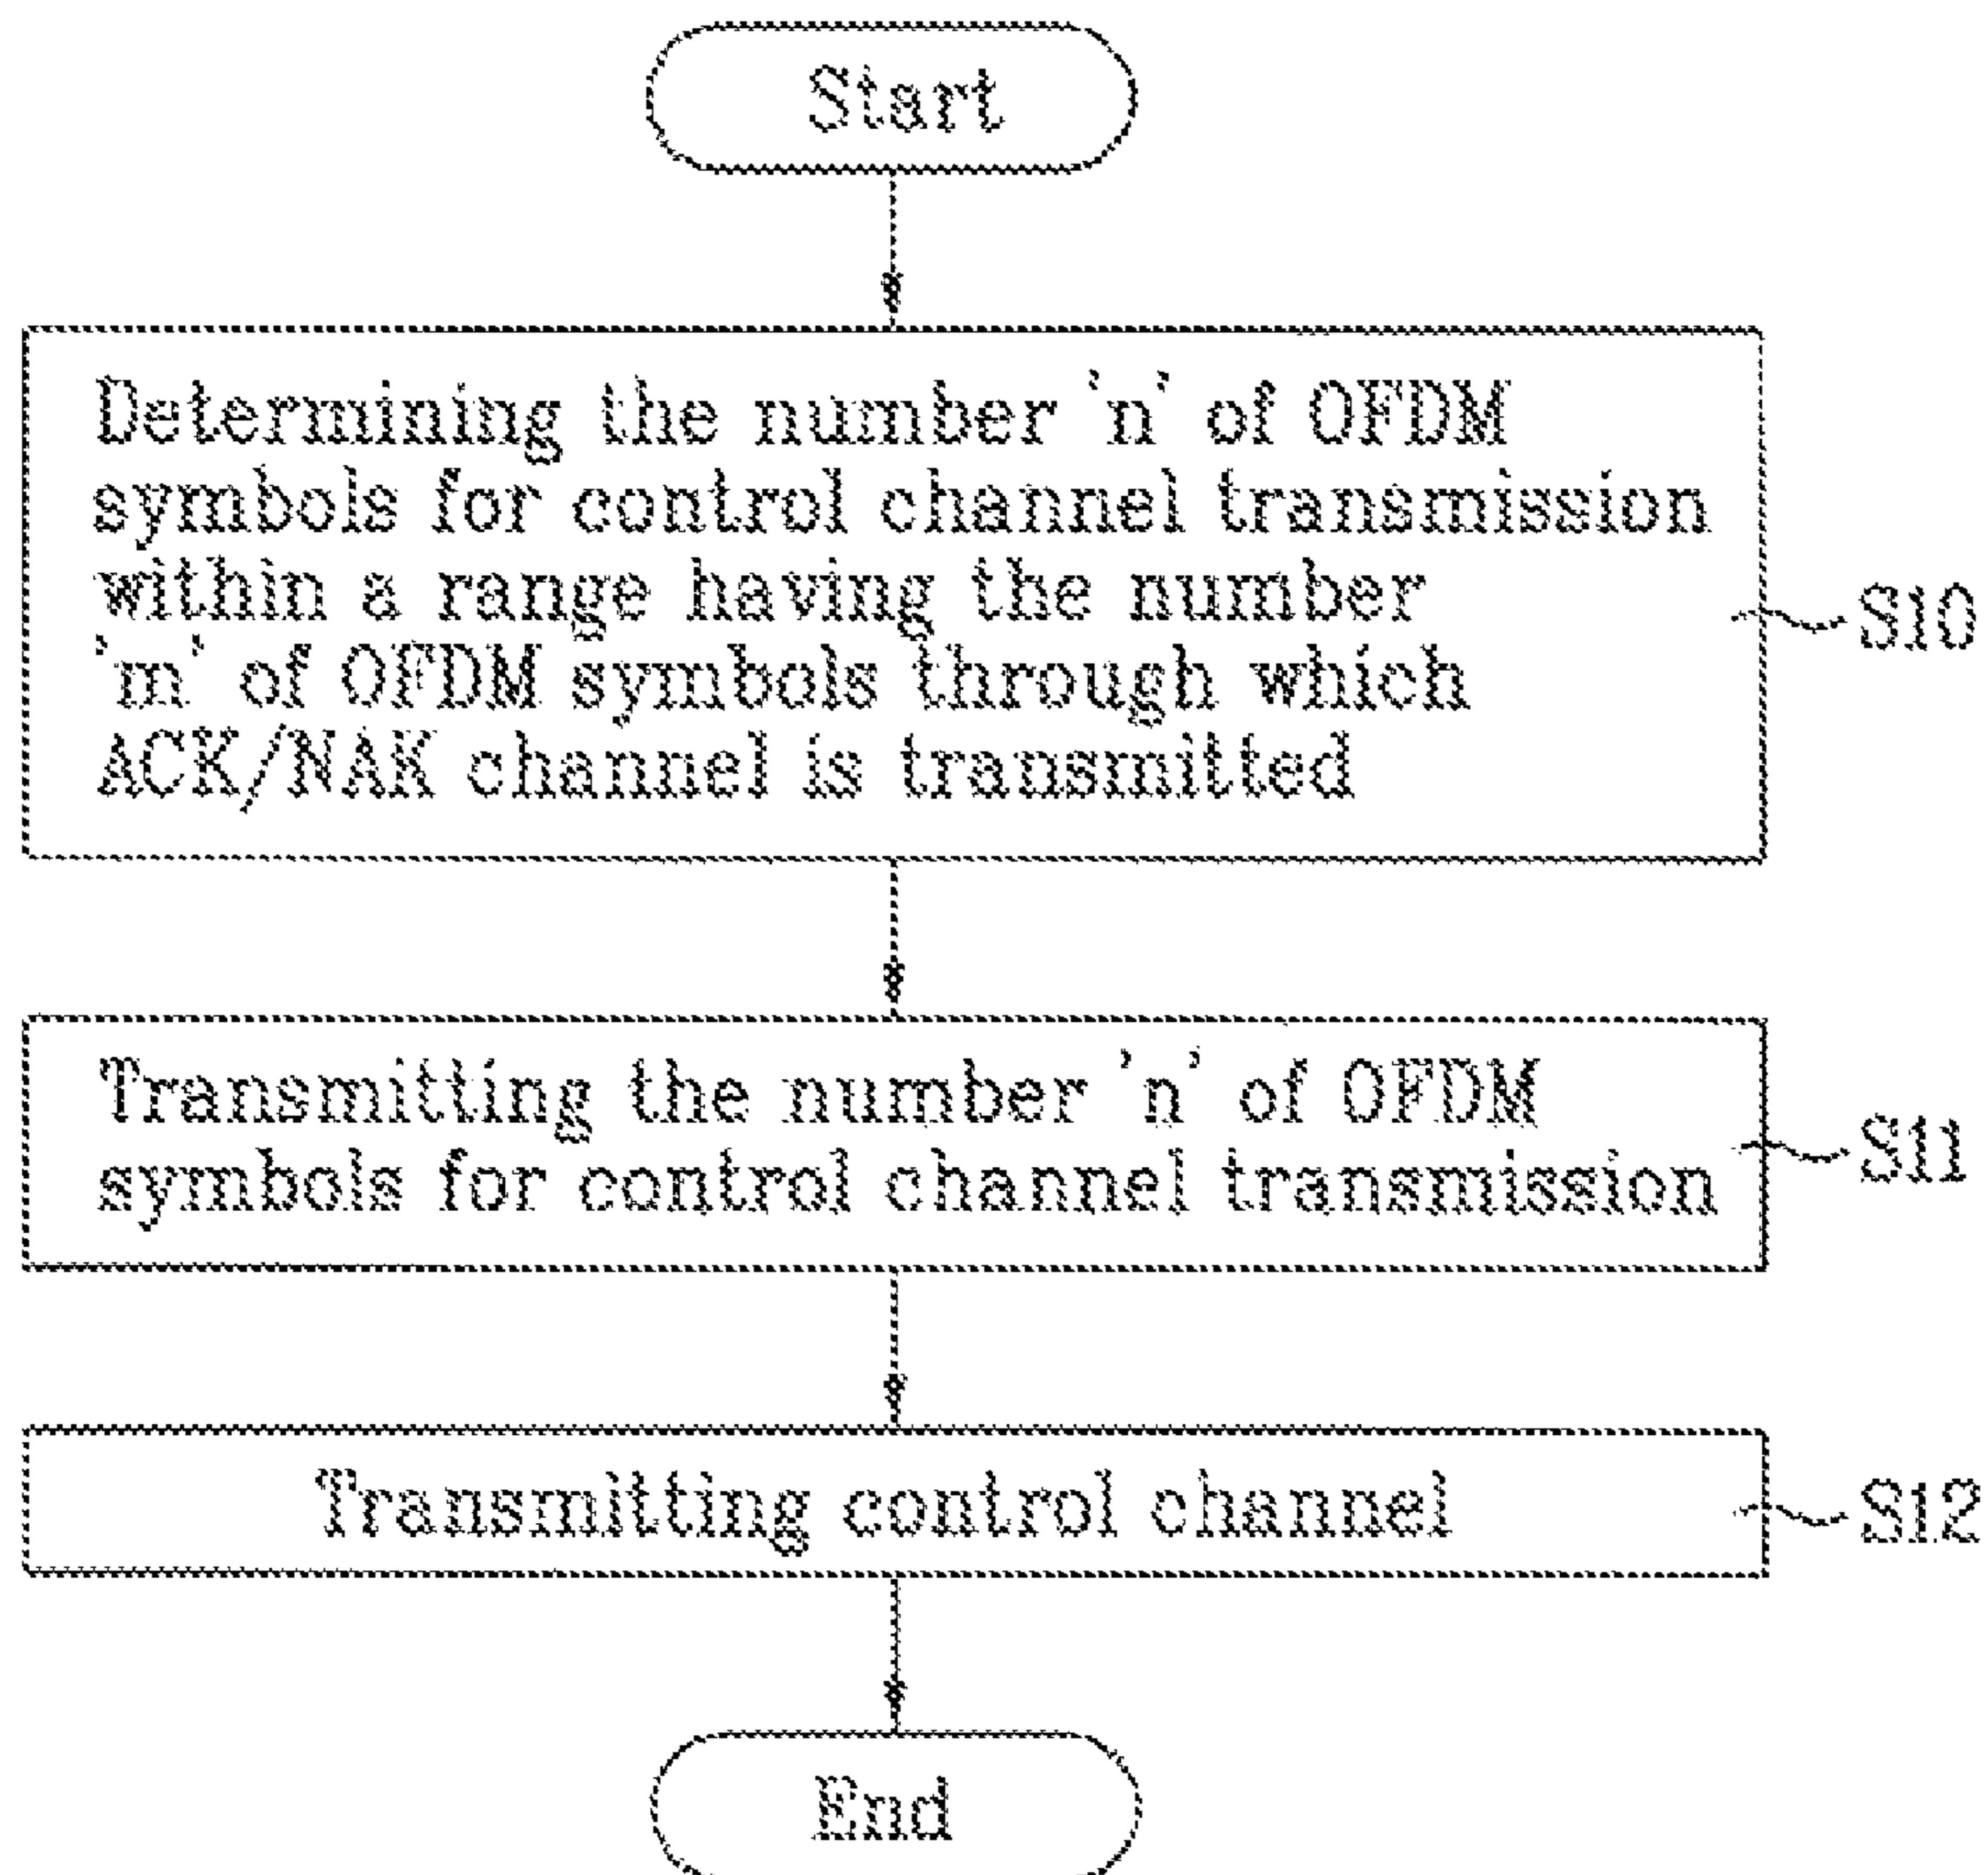 Start
Determining the number 'n' of OFDM
symbols for control channel transmission
within a range having the number
'm' of OFDM symbols through which
ACK/NAK channel is transmitted
S10
Transmitting the number 'n' of OFDM
symbols for control channel transmission
S11
Transmitting control channel
S12
End